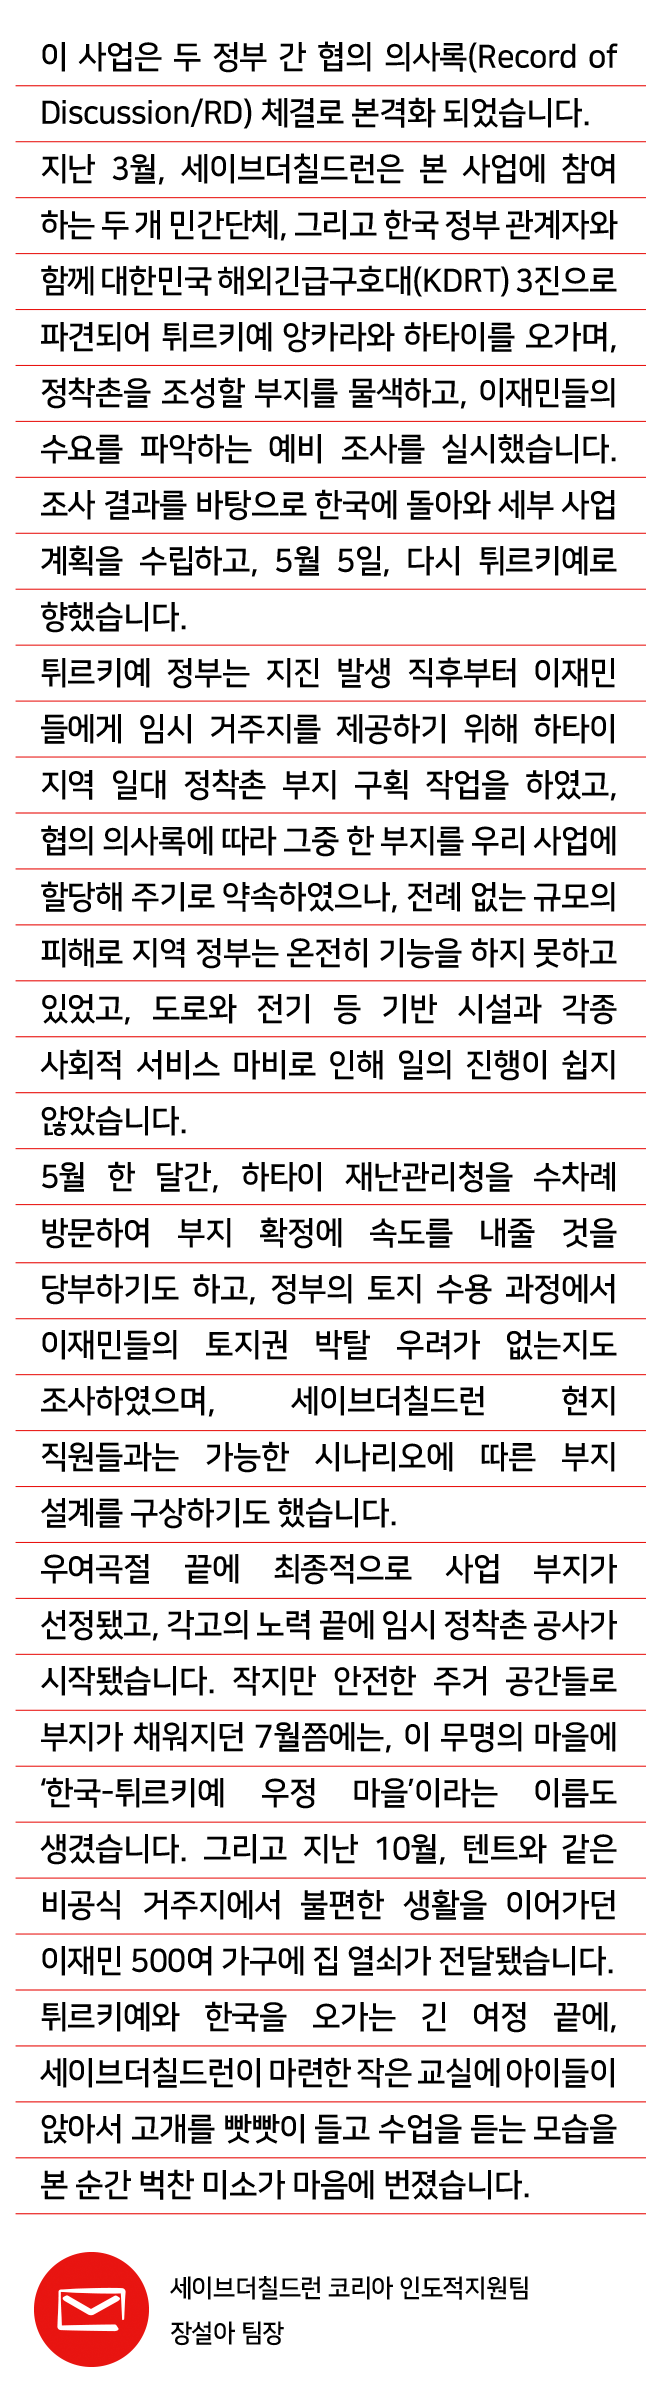 이 사업은 두 정부 간 협의 의사록(Record of
Discussion/RD) 체결로 본격화 되었습니다.
지난 3월, 세이브더칠드런은 본 사업에 참여
하는 두 개 민간단체, 그리고 한국 정부 관계자와
함께 대한민국 해외긴급구호대(KDRT) 3진으로
파견되어 튀르키예 앙카라와 하타이를 오가며,
정착촌을 조성할 부지를 물색하고, 이재민들의
수요를 파악하는 예비 조사를 실시했습니다.
조사 결과를 바탕으로 한국에 돌아와 세부 사업
계획을 수립하고, 5월 5일, 다시 튀르키예로
향했습니다.
튀르키예 정부는 지진 발생 직후부터 이재민
들에게 임시 거주지를 제공하기 위해 하타이
지역 일대 정착촌 부지 구획 작업을 하였고,
협의 의사록에 따라 그중 한 부지를 우리 사업에
할당해 주기로 약속하였으나, 전례 없는 규모의
피해로 지역 정부는 온전히 기능을 하지 못하고
있었고, 도로와 전기 등 기반 시설과 각종
사회적 서비스 마비로 인해 일의 진행이 쉽지
않았습니다.
5월 한 달간, 하타이 재난관리청을 수차례
방문하여 부지 확정에 속도를 내줄 것을
당부하기도 하고, 정부의 토지 수용 과정에서
이재민들의 토지권 박탈 우려가 없는지도
조사하였으며, 세이브더칠드런 현지
직원들과는 가능한 시나리오에 따른 부지
설계를 구상하기도 했습니다.
우여곡절 끝에 최종적으로 사업 부지가
선정됐고, 각고의 노력 끝에 임시 정착촌 공사가
시작됐습니다. 작지만 안전한 주거 공간들로
부지가 채워지던 7월쯤에는, 이 무명의 마을에
‘한국-튀르키예 우정 마을’이라는 이름도
생겼습니다. 그리고 지난 10월, 텐트와 같은
비공식 거주지에서 불편한 생활을 이어가던
이재민 500여 가구에 집 열쇠가 전달됐습니다.
튀르키예와 한국을 오가는 긴 여정 끝에,
세이브더칠드런이 마련한 작은 교실에 아이들이
앉아서 고개를 빳빳이 들고 수업을 듣는 모습을
본 순간 벅찬 미소가 마음에 번졌습니다.
세이브더칠드런 코리아 인도적지원팀
장설아 팀장